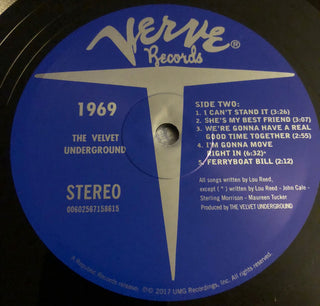 VERVE®
Records
1969
THE VELVET
UNDERGROUND
STEREO
00602567158615
SIDE TWO:
1. I CAN'T STAND IT (3:26)
2. SHE'S MY BEST FRIEND (3:07)
3. WE'RE GONNA HAVE A REAL
GOOD TIME TOGETHER (2:55)
4. I'M GONNA MOVE
RIGHT IN (6:32)*
5. FERRYBOAT BILL (2:12)
All songs written by Lou Reed,
except (*) written by Lou Reed - John Cale -
Sterling Morrison - Maureen Tucker
Produced by THE VELVET UNDERGROUND
A Republic Records release. ℗© 2017 UMG Recordings, Inc. All rights reserved.